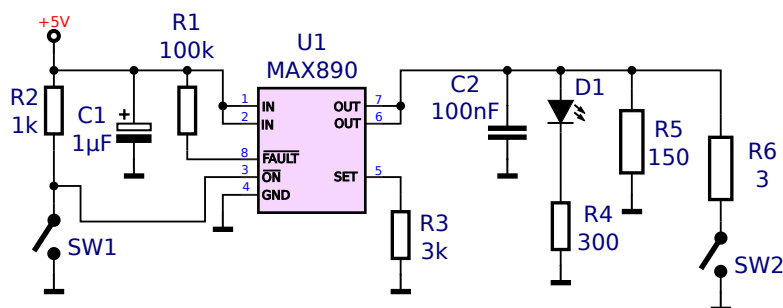 +5V
R1
100k
U1
MAX890
R2
1k
C1
+
1µF
1
IN
2
IN
8
FAULT
3
ON
4
GND
OUT
7
OUT
6
SET
5
C2
100nF
D1
R5
150
R6
3
R3
3k
R4
300
SW1
SW2